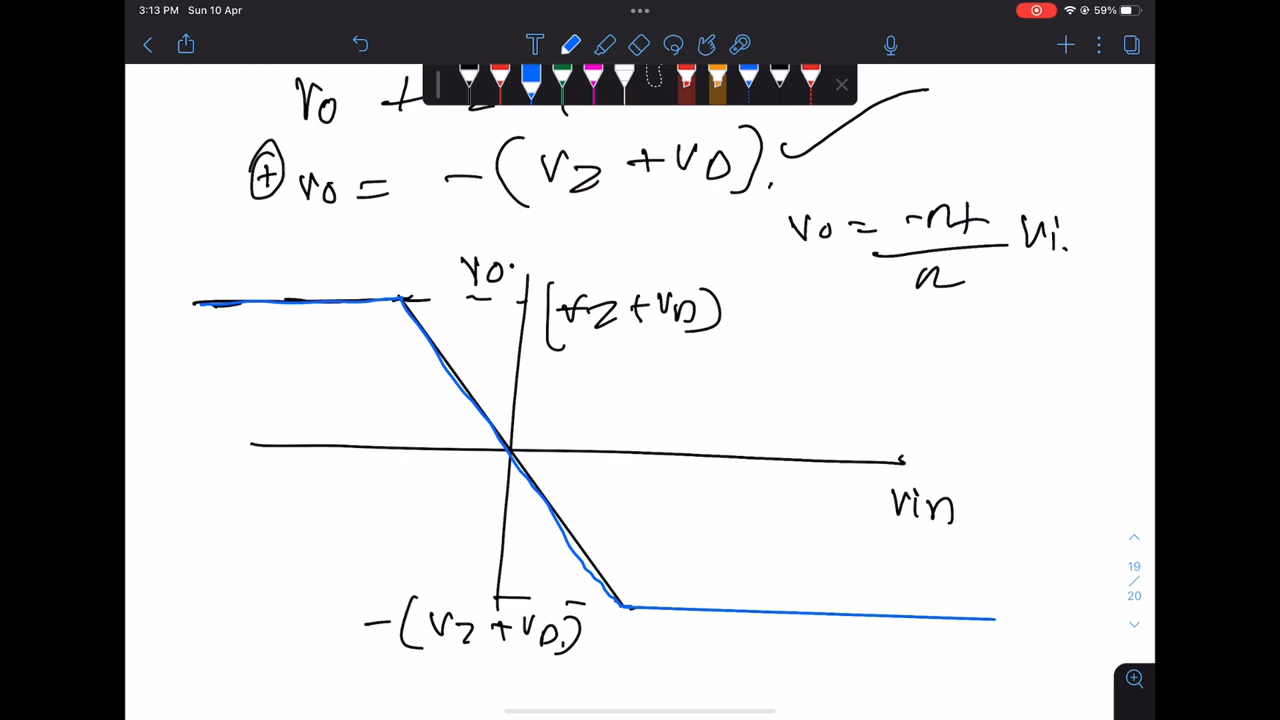 3:13 PM Sun 10 Apr
59%
T
vo +
+ vo = -(vz + vD).
vo = -rf/r vi.
vo.
(vz + vD)
vin
-(vz + vD.)
19
/
20